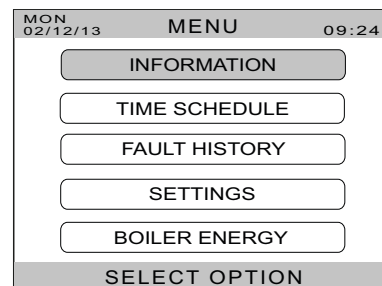 MON
02/12/13 MENU 09:24
INFORMATION
TIME SCHEDULE
FAULT HISTORY
SETTINGS
BOILER ENERGY
SELECT OPTION